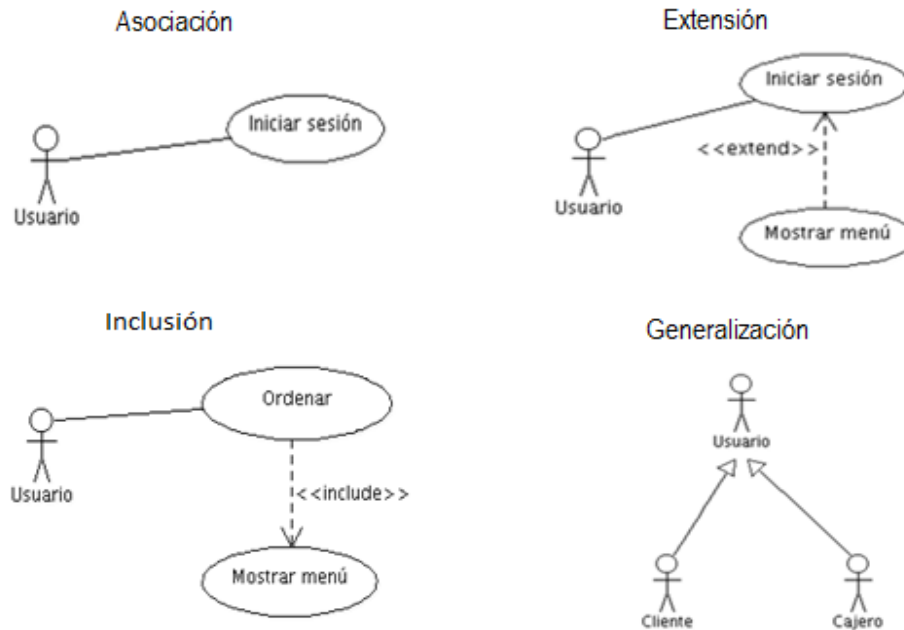 Asociación
Iniciar sesión
Usuario
Extensión
Iniciar sesión
<<extend>>
Usuario
Mostrar menú
Inclusión
Ordenar
Usuario
<<include>>
Mostrar menú
Generalización
Usuario
Cliente
Cajero